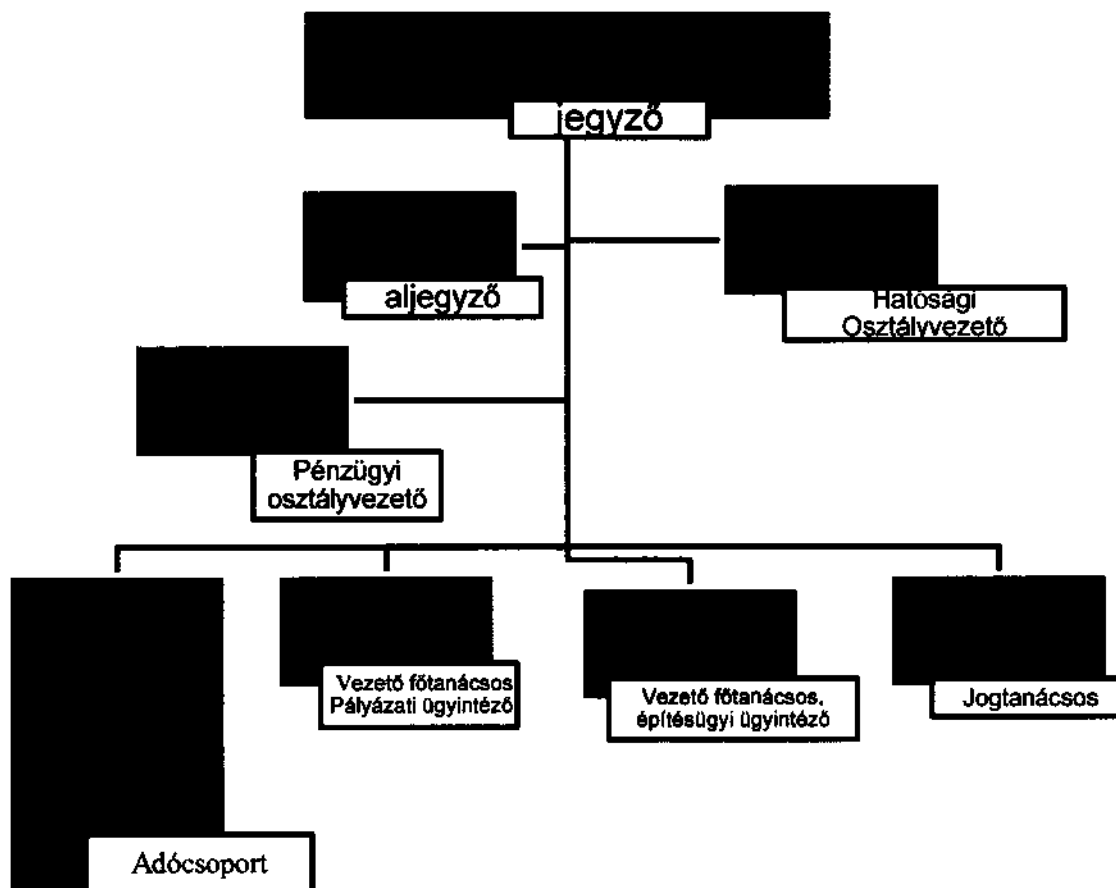 jegyző
aljegyző
Hatósági
Osztályvezető
Pénzügyi
osztályvezető
Vezető főtanácsos
Pályázati ügyintéző
Vezető főtanácsos,
építésügyi ügyintéző
Jogtanácsos
Adócsoport